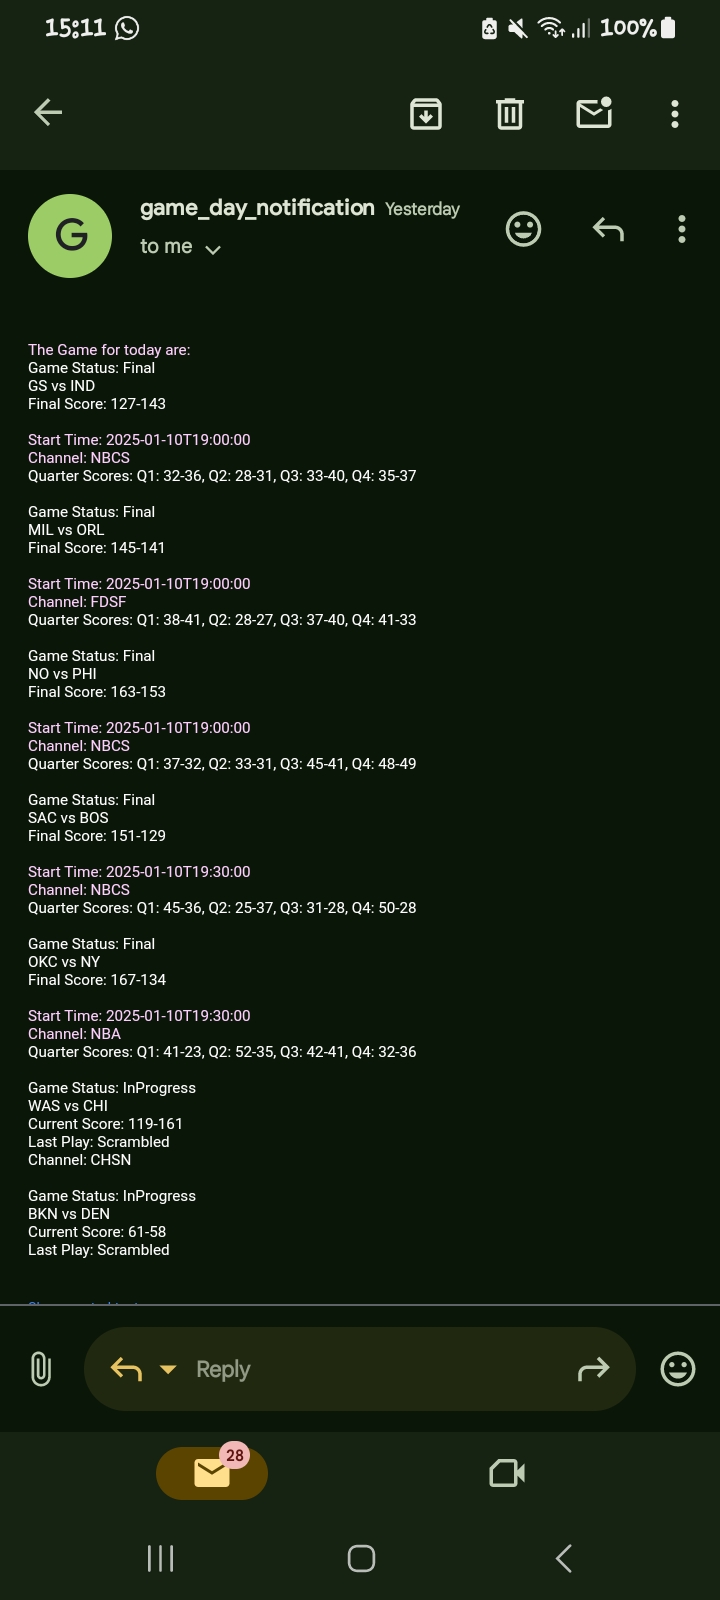 15:11
100%
G
game_day_notification Yesterday
to me
The Game for today are:
Game Status: Final
GS vs IND
Final Score: 127-143
Start Time: 2025-01-10T19:00:00
Channel: NBCS
Quarter Scores: Q1: 32-36, Q2: 28-31, Q3: 33-40, Q4: 35-37
Game Status: Final
MIL vs ORL
Final Score: 145-141
Start Time: 2025-01-10T19:00:00
Channel: FDSF
Quarter Scores: Q1: 38-41, Q2: 28-27, Q3: 37-40, Q4: 41-33
Game Status: Final
NO vs PHI
Final Score: 163-153
Start Time: 2025-01-10T19:00:00
Channel: NBCS
Quarter Scores: Q1: 37-32, Q2: 33-31, Q3: 45-41, Q4: 48-49
Game Status: Final
SAC vs BOS
Final Score: 151-129
Start Time: 2025-01-10T19:30:00
Channel: NBCS
Quarter Scores: Q1: 45-36, Q2: 25-37, Q3: 31-28, Q4: 50-28
Game Status: Final
OKC vs NY
Final Score: 167-134
Start Time: 2025-01-10T19:30:00
Channel: NBA
Quarter Scores: Q1: 41-23, Q2: 52-35, Q3: 42-41, Q4: 32-36
Game Status: InProgress
WAS vs CHI
Current Score: 119-161
Last Play: Scrambled
Channel: CHSN
Game Status: InProgress
BKN vs DEN
Current Score: 61-58
Last Play: Scrambled
Reply
28